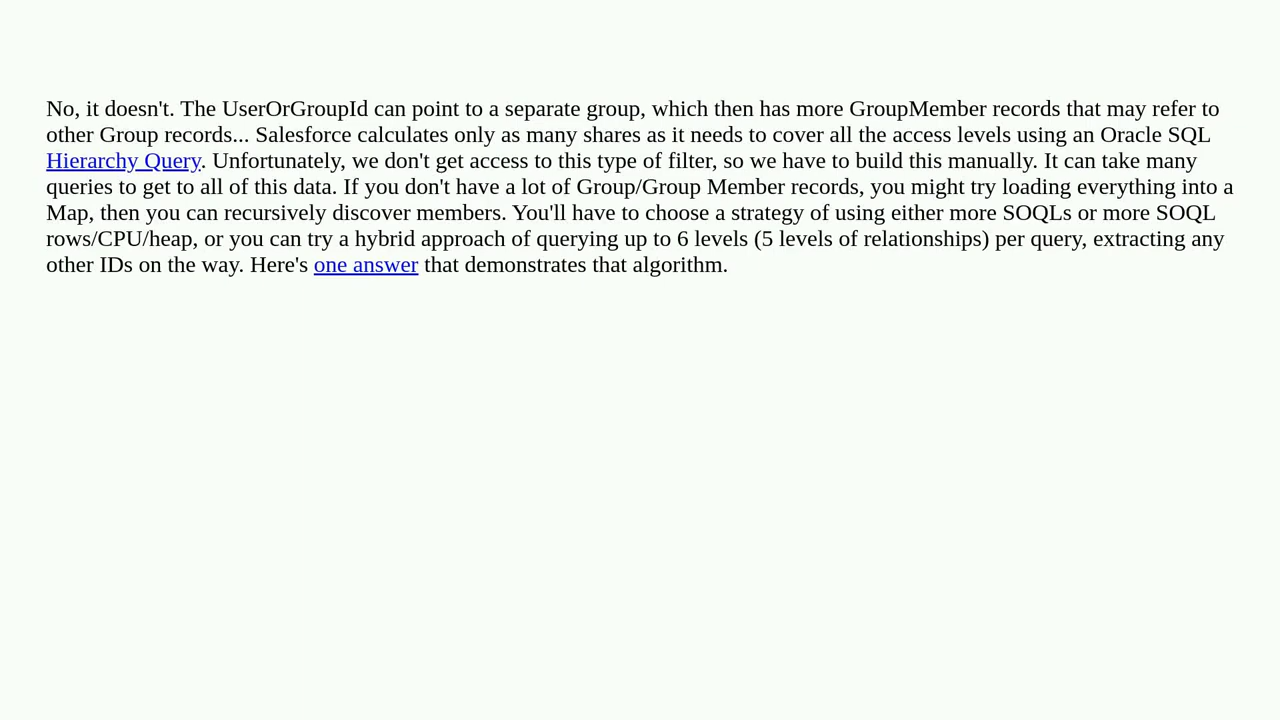 No, it doesn't. The UserOrGroupId can point to a separate group, which then has more GroupMember records that may refer to
other Group records... Salesforce calculates only as many shares as it needs to cover all the access levels using an Oracle SQL
Hierarchy Query. Unfortunately, we don't get access to this type of filter, so we have to build this manually. It can take many
queries to get to all of this data. If you don't have a lot of Group/Group Member records, you might try loading everything into a
Map, then you can recursively discover members. You'll have to choose a strategy of using either more SOQLs or more SOQL
rows/CPU/heap, or you can try a hybrid approach of querying up to 6 levels (5 levels of relationships) per query, extracting any
other IDs on the way. Here's one answer that demonstrates that algorithm.